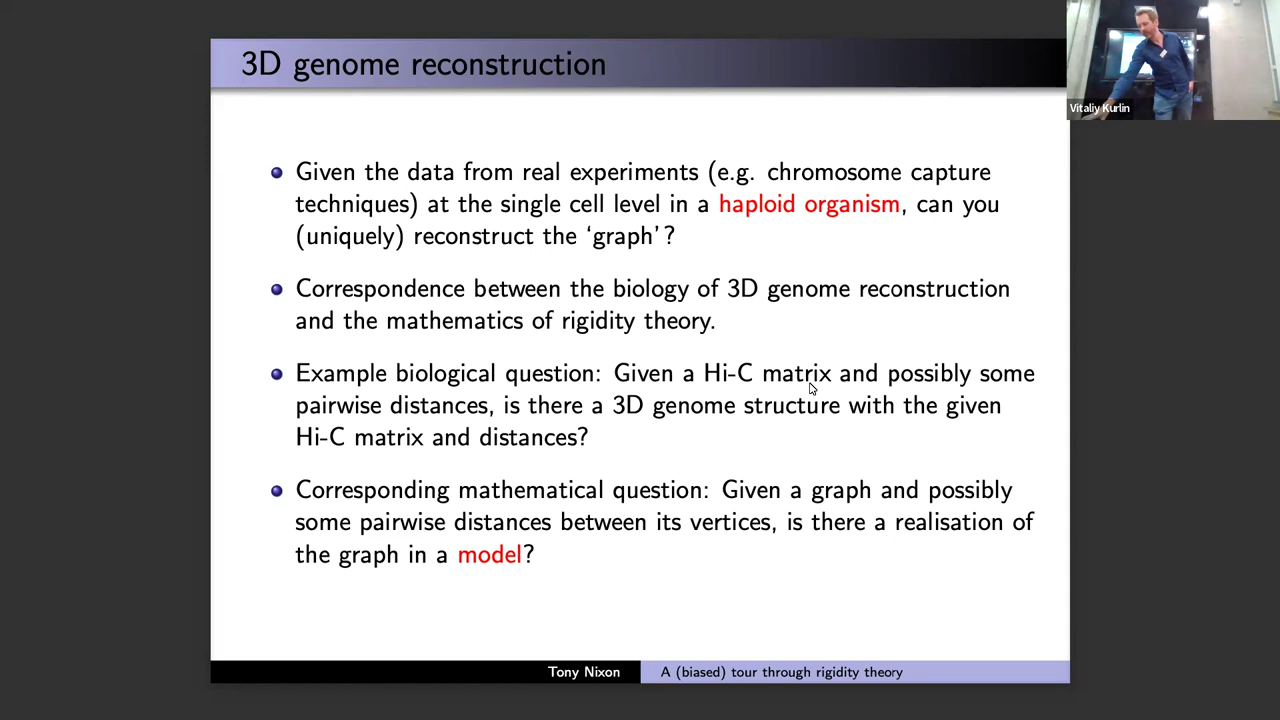 3D genome reconstruction
Vitaliy Kurlin
Given the data from real experiments (e.g. chromosome capture
techniques) at the single cell level in a haploid organism, can you
(uniquely) reconstruct the ‘graph’?
Correspondence between the biology of 3D genome reconstruction
and the mathematics of rigidity theory.
Example biological question: Given a Hi-C matrix and possibly some
pairwise distances, is there a 3D genome structure with the given
Hi-C matrix and distances?
Corresponding mathematical question: Given a graph and possibly
some pairwise distances between its vertices, is there a realisation of
the graph in a model?
Tony Nixon
A (biased) tour through rigidity theory